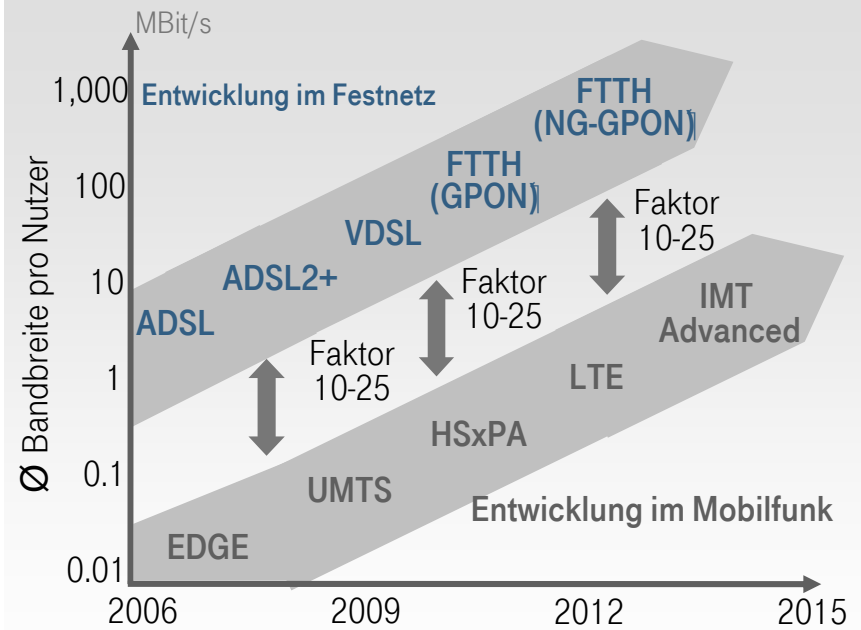 MBit/s
1,000
Entwicklung im Festnetz
FTTH
(NG-GPON)
100
FTTH
(GPON)
Faktor
10-25
VDSL
10
ADSL2+
Faktor
10-25
IMT
Advanced
ADSL
Faktor
10-25
1
LTE
HSxPA
0.1
UMTS
Entwicklung im Mobilfunk
EDGE
0.01
Ø Bandbreite pro Nutzer
2006
2009
2012
2015